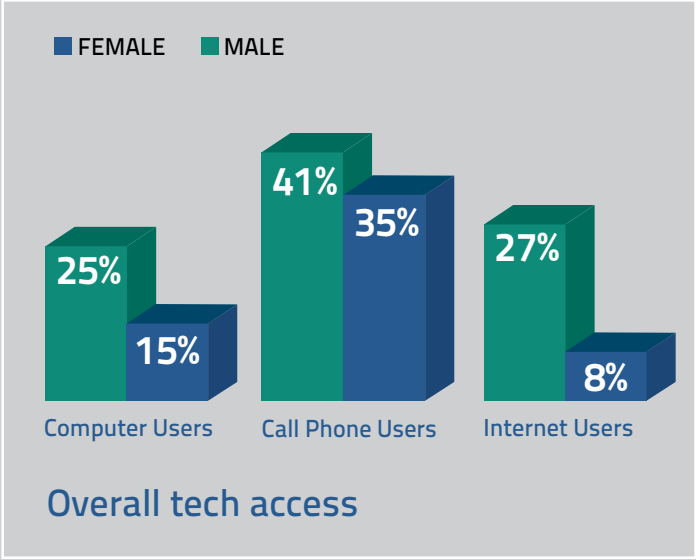 FEMALE MALE
25%
15%
41%
35%
27%
8%
Computer Users
Call Phone Users
Internet Users
Overall tech access